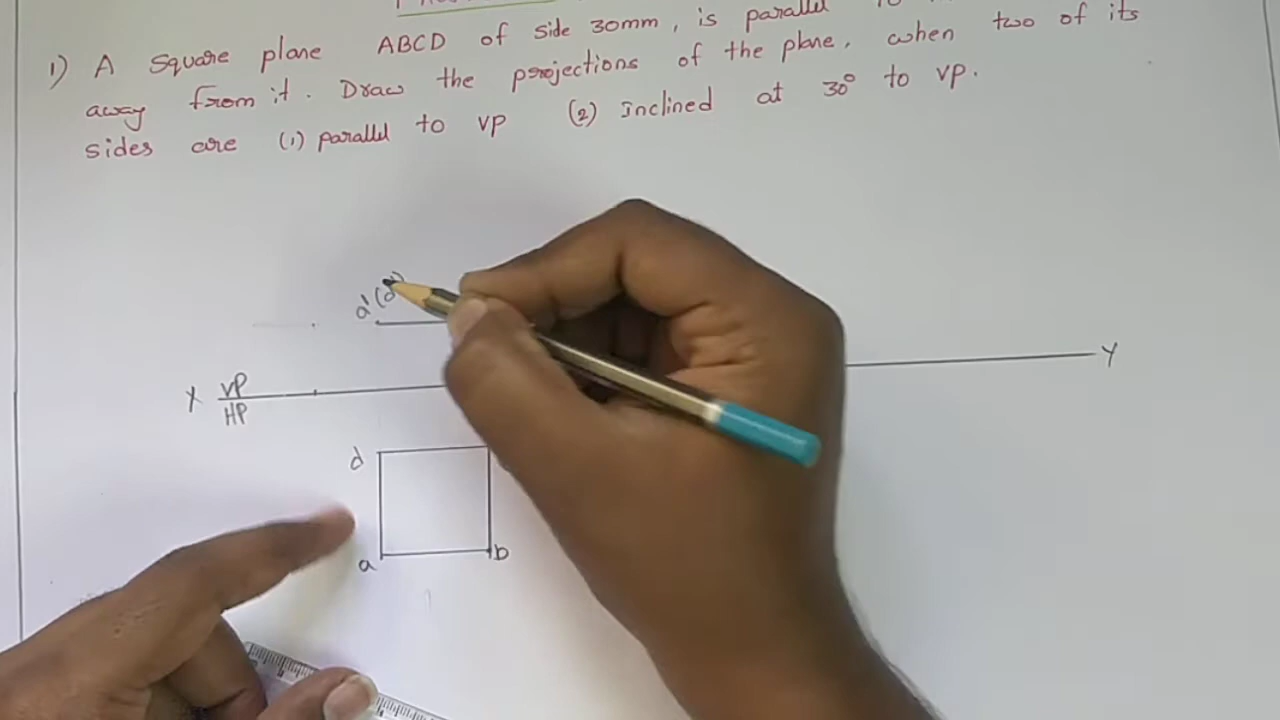 1) A square plane ABCD of side 30mm, is parallel to
away from it. Draw the projections of the plane, when two of its
sides are (1) parallel to VP (2) Inclined at 30° to VP.
a'(d')
X VP Y
HP
d
a b